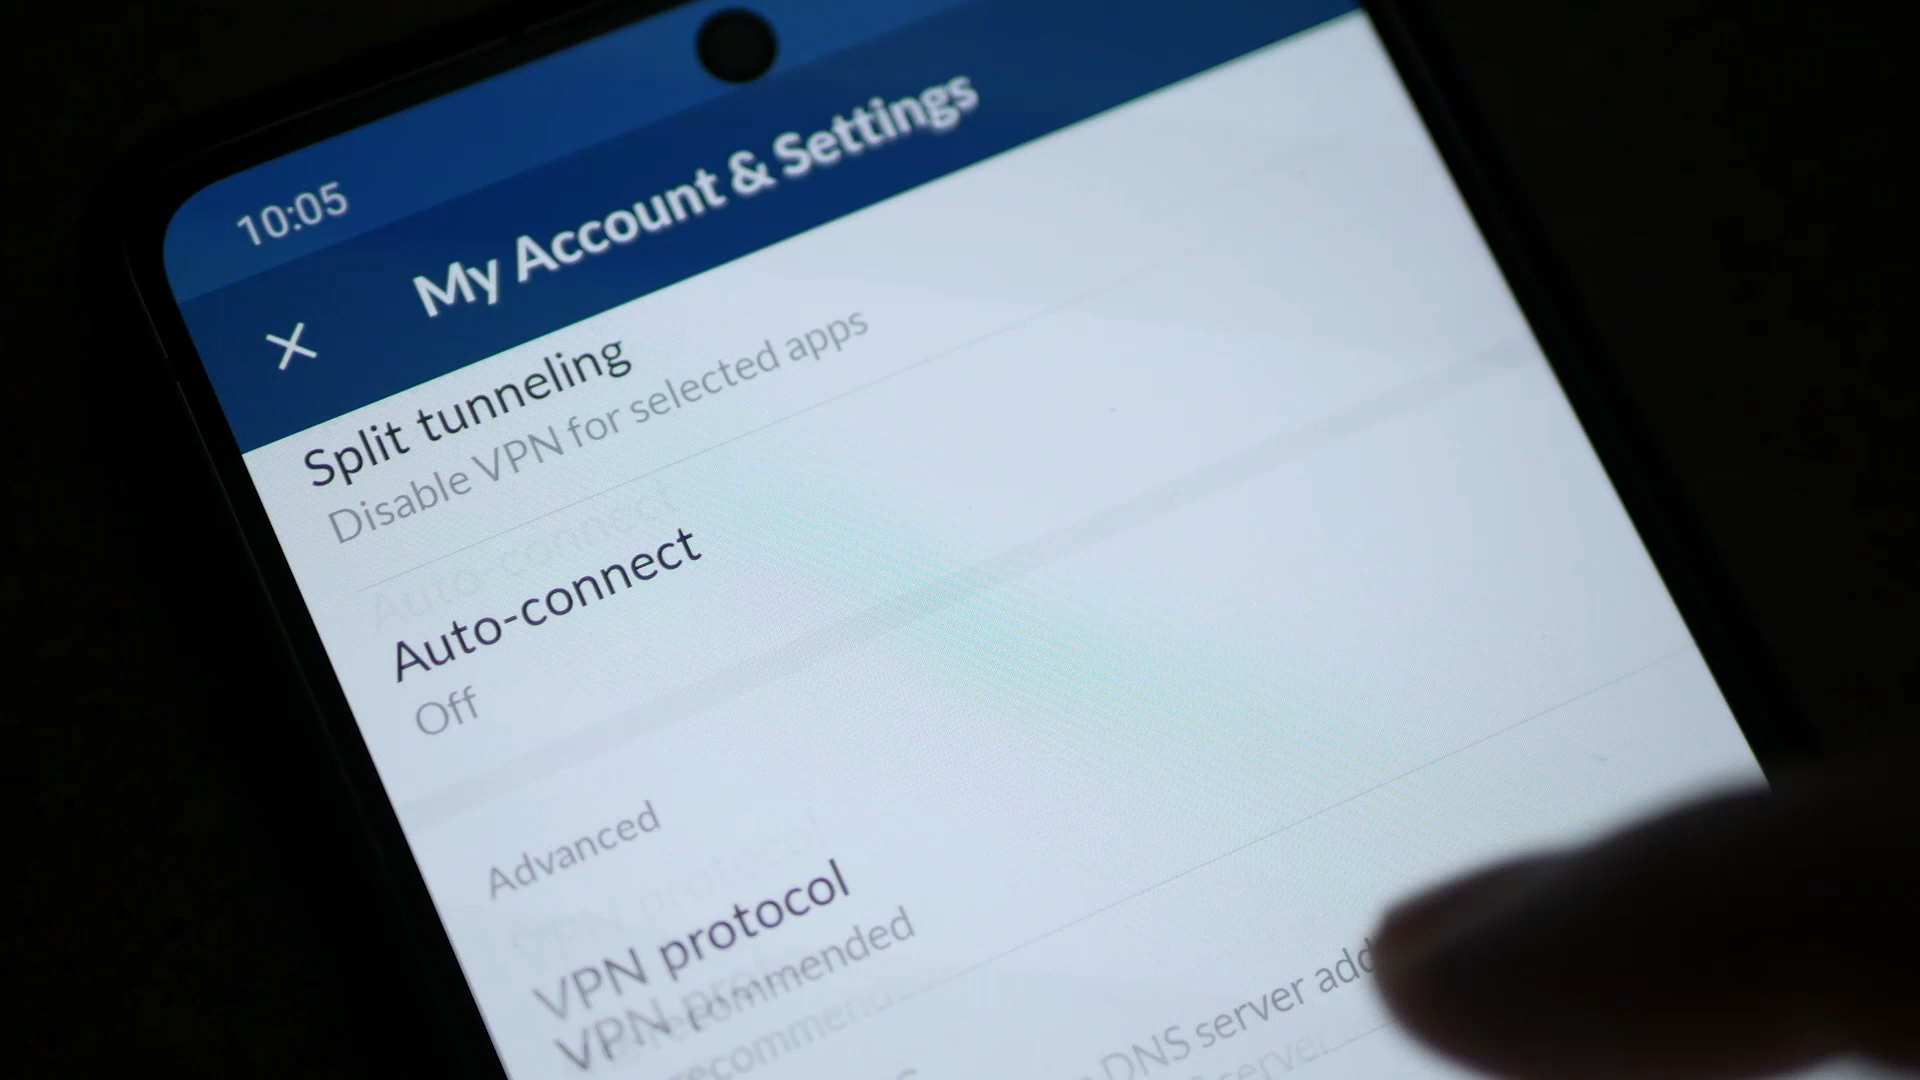 10:05
My Account & Settings
Split tunneling
Disable VPN for selected apps
Auto-connect
Off
Advanced
VPN protocol
recommended
DNS server